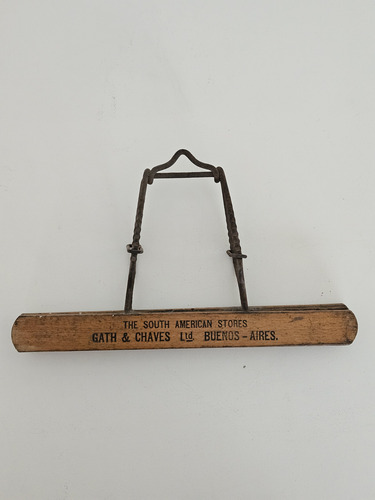 THE SOUTH AMERICAN STORES
GATH & CHAVES Ltd. BUENOS-AIRES.